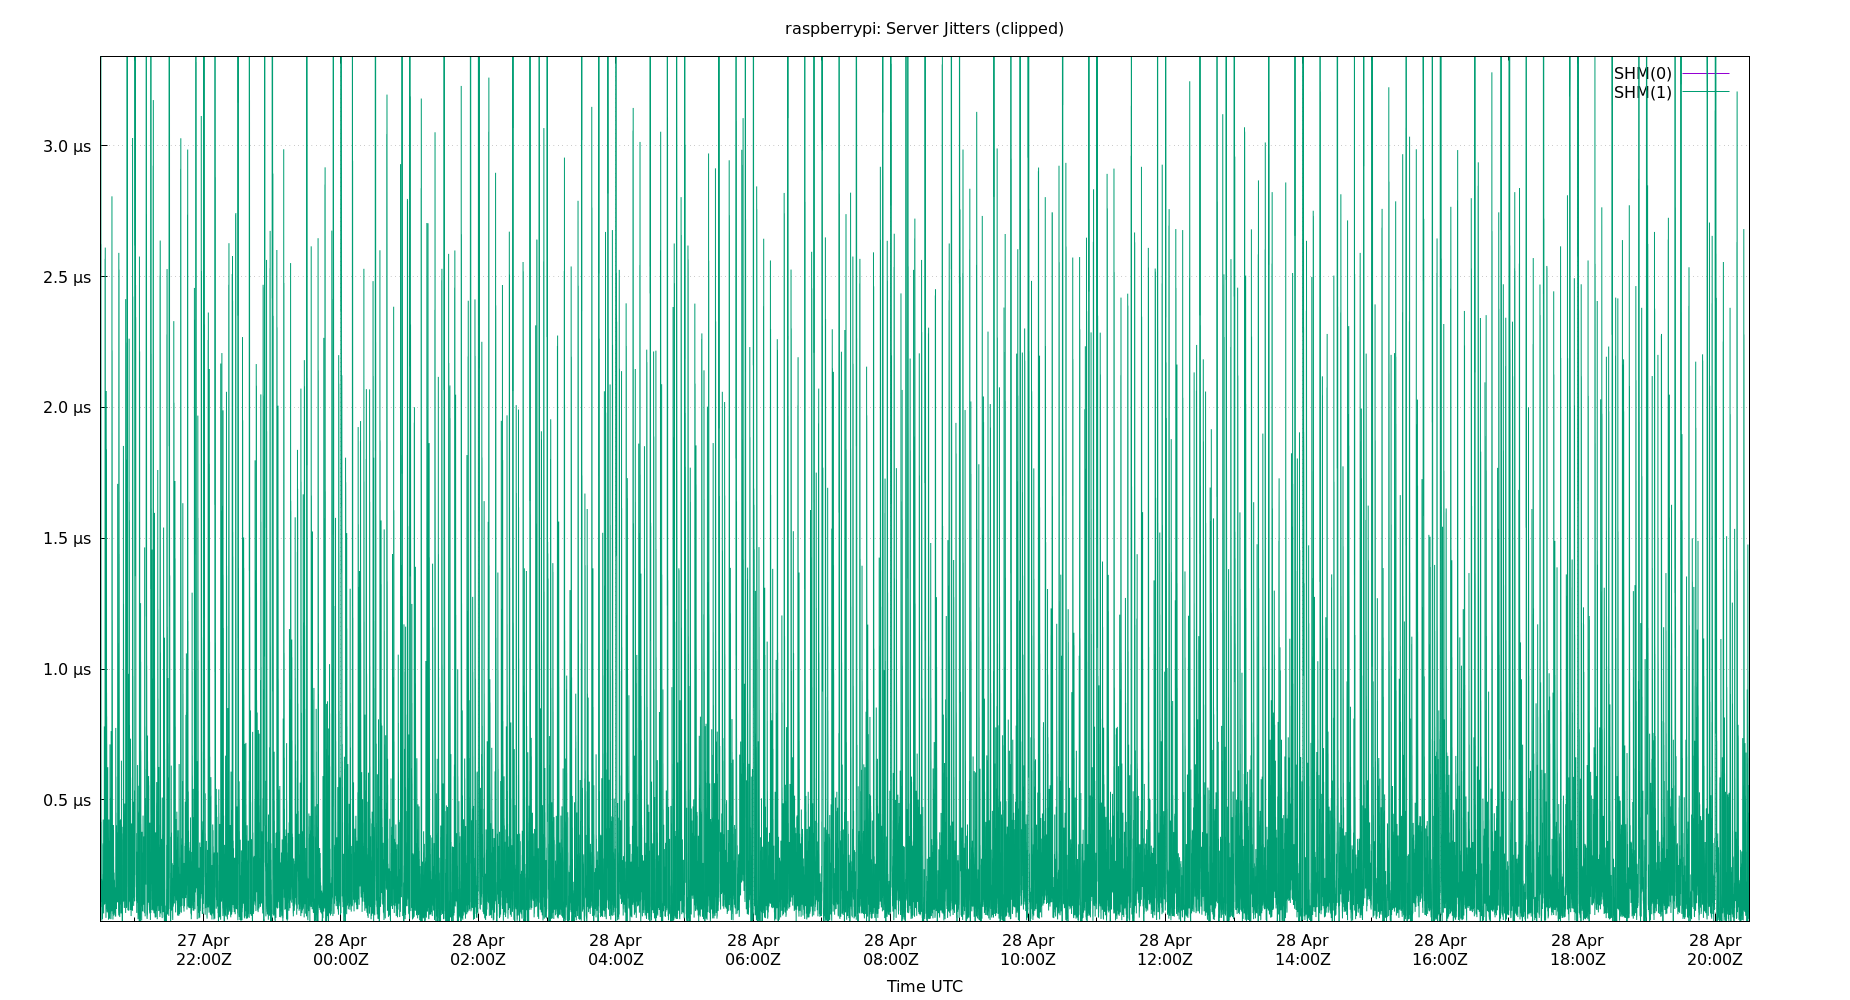 raspberrypi: Server Jitters (clipped)
SHM(0)
SHM(1)
3.0 µs
2.5 µs
2.0 µs
1.5 µs
1.0 µs
0.5 µs
27 Apr 28 Apr 28 Apr 28 Apr 28 Apr 28 Apr 28 Apr 28 Apr 28 Apr 28 Apr 28 Apr 28 Apr
22:00Z 00:00Z 02:00Z 04:00Z 06:00Z 08:00Z 10:00Z 12:00Z 14:00Z 16:00Z 18:00Z 20:00Z
Time UTC